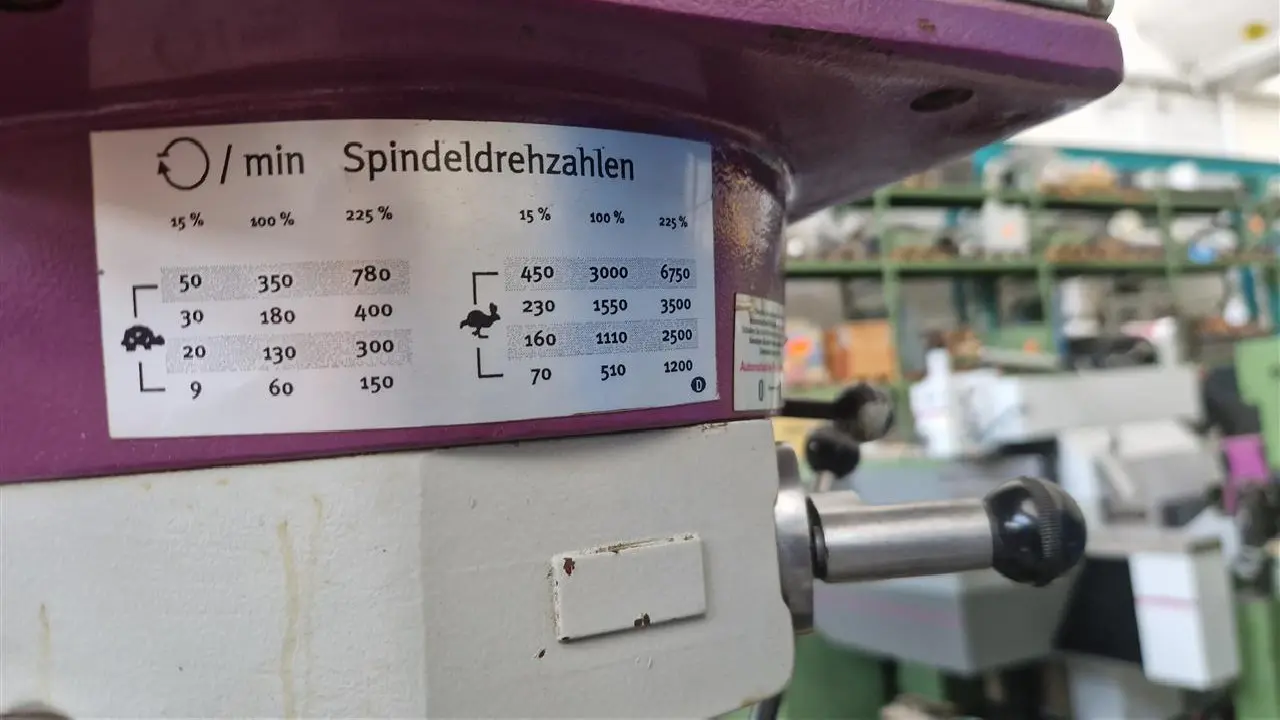 / min Spindeldrehzahlen
15 % 100 % 225 % 15 % 100 % 225 %
50 350 780 450 3000 6750
30 180 400 230 1550 3500
20 130 300 160 1110 2500
9 60 150 70 510 1200
D
0